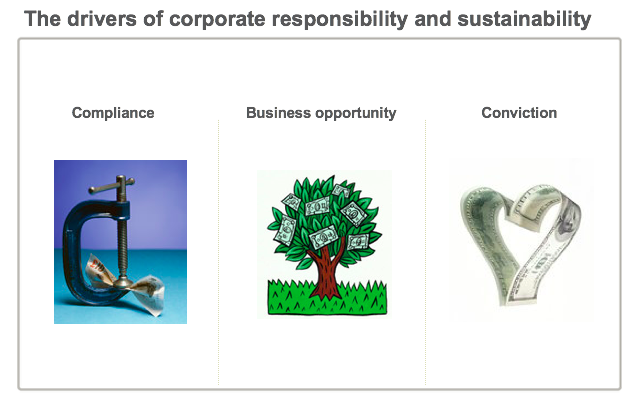 The drivers of corporate responsibility and sustainability
Compliance
Business opportunity
Conviction